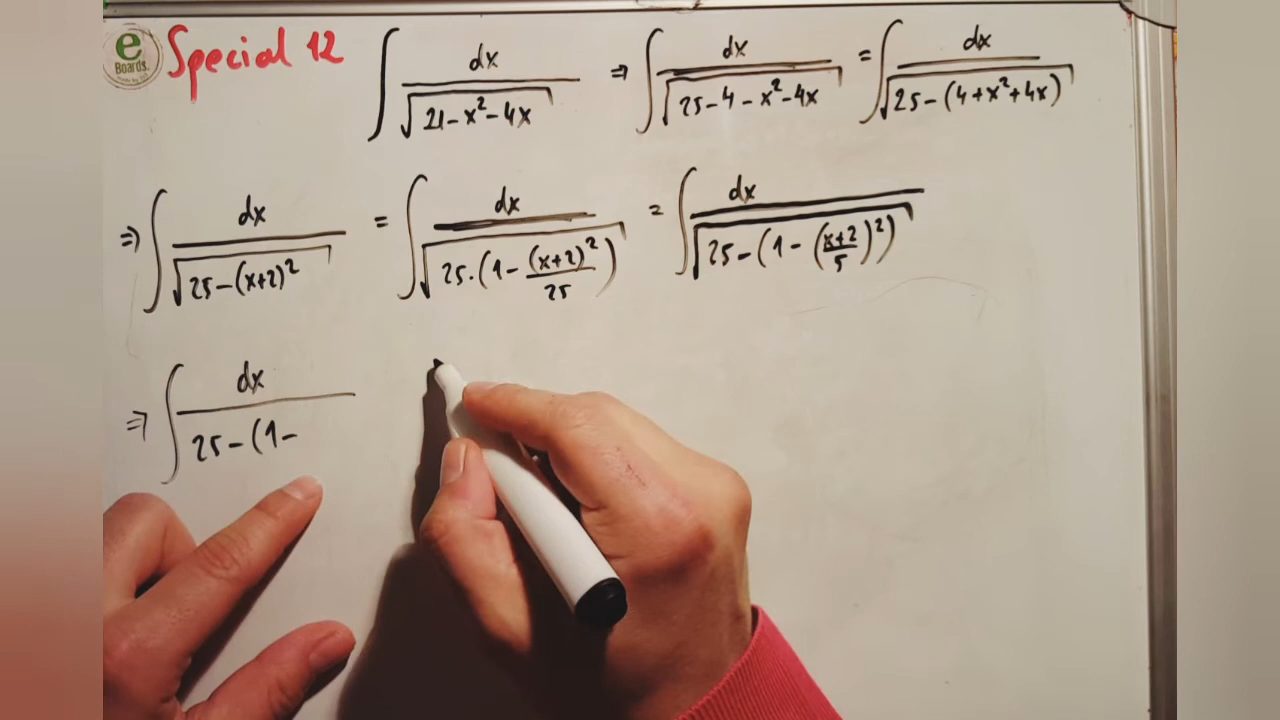 e Boards. Special 12 ∫ dx/√(21-x²-4x) ⇒ ∫ dx/√(25-4-x²-4x) = ∫ dx/√(25-(4+x²+4x))
⇒ ∫ dx/√(25-(x+2)²) = ∫ dx/√(25·(1-(x+2)²/25)) = ∫ dx/√(25-(1-((x+2)/5)²))
⇒ ∫ dx/25-(1-